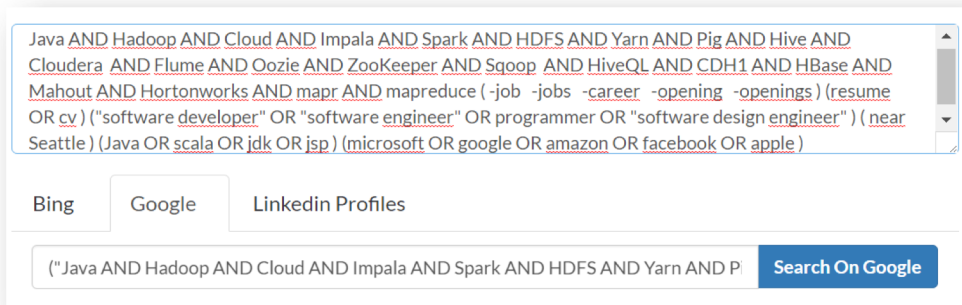 Java AND Hadoop AND Cloud AND Impala AND Spark AND HDFS AND Yarn AND Pig AND Hive AND
Cloudera  AND Flume AND Oozie AND ZooKeeper AND Sqoop  AND HiveQL AND CDH1 AND HBase AND
Mahout AND Hortonworks AND mapr AND mapreduce ( -job  -jobs  -career  -opening  -openings ) (resume
OR cv ) ("software developer" OR "software engineer" OR programmer OR "software design engineer" ) ( near
Seattle ) (Java OR scala OR jdk OR jsp ) (microsoft OR google OR amazon OR facebook OR apple )
Bing Google Linkedin Profiles
("Java AND Hadoop AND Cloud AND Impala AND Spark AND HDFS AND Yarn AND Pi Search On Google